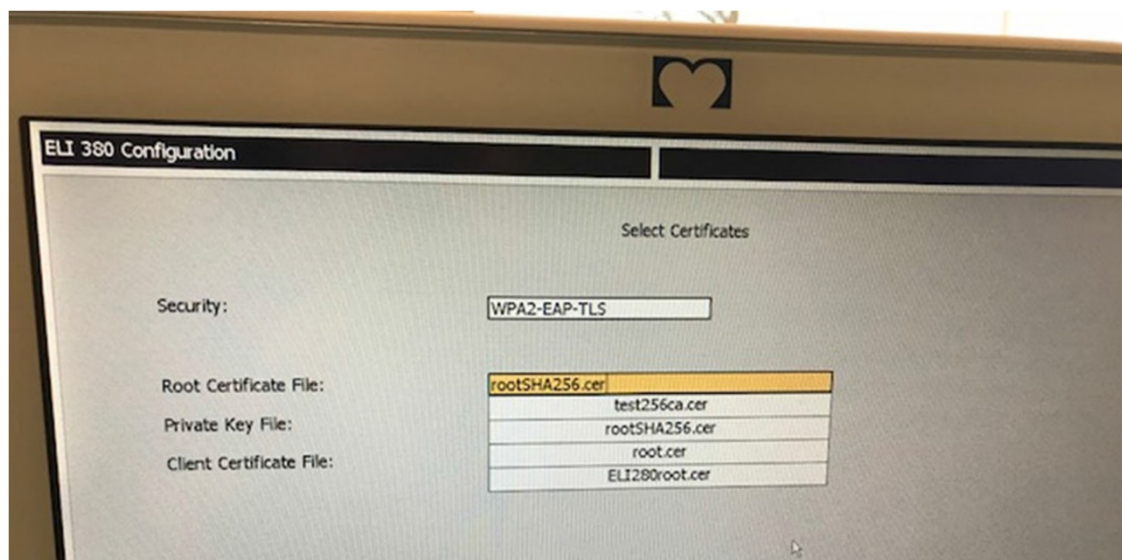 ELI 380 Configuration
Select Certificates
Security:
WPA2-EAP-TLS
Root Certificate File:
rootSHA256.cer
test256ca.cer
Private Key File:
rootSHA256.cer
root.cer
Client Certificate File:
ELI280root.cer